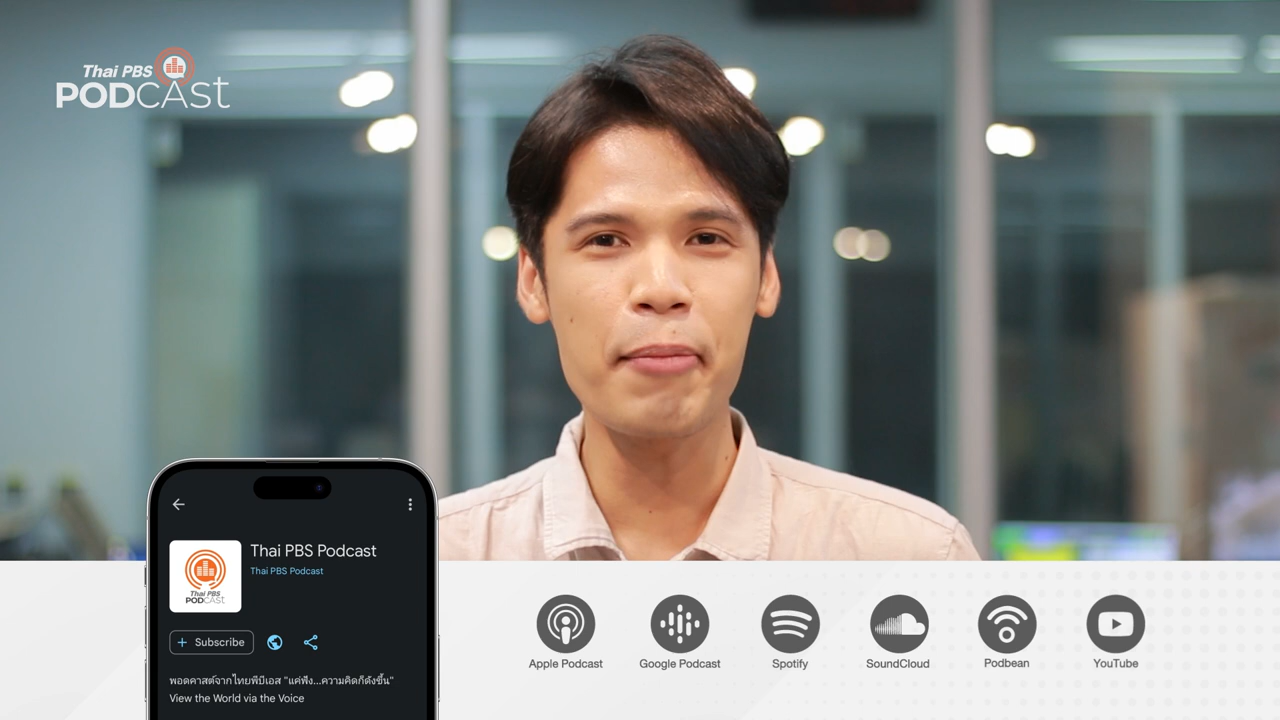 Thai PBS
PODCAST
Thai PBS Podcast
Thai PBS Podcast
Thai PBS
PODCAST
+ Subscribe
พอดคาสต์จากไทยพีบีเอส "แค่ฟัง...ความคิดก็ดังขึ้น"
View the World via the Voice
Apple Podcast
Google Podcast
Spotify
SoundCloud
Podbean
YouTube